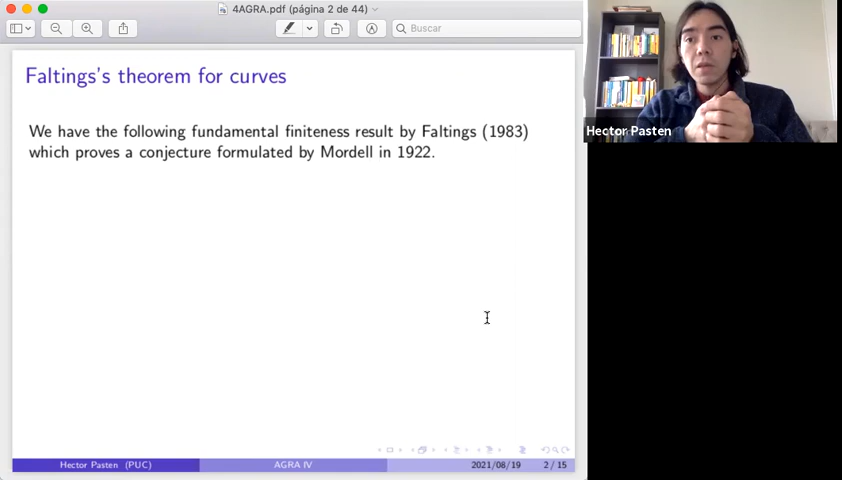 4AGRA.pdf (página 2 de 44)
Buscar
Faltings's theorem for curves
We have the following fundamental finiteness result by Faltings (1983)
which proves a conjecture formulated by Mordell in 1922.
Hector Pasten (PUC)
AGRA IV
2021/08/19
2 / 15
Hector Pasten